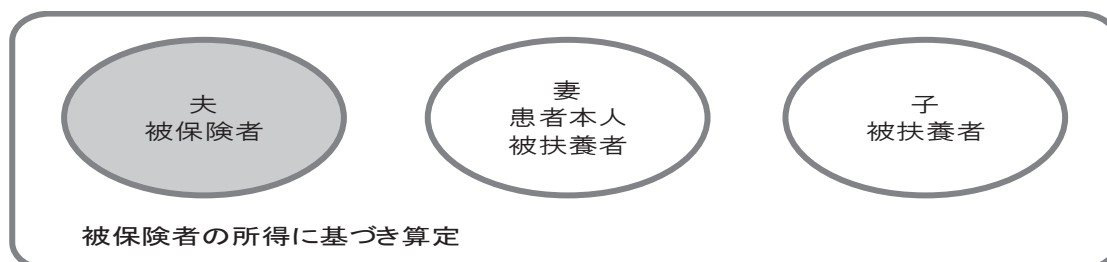 夫
被保険者
妻
患者本人
被扶養者
子
被扶養者
被保険者の所得に基づき算定